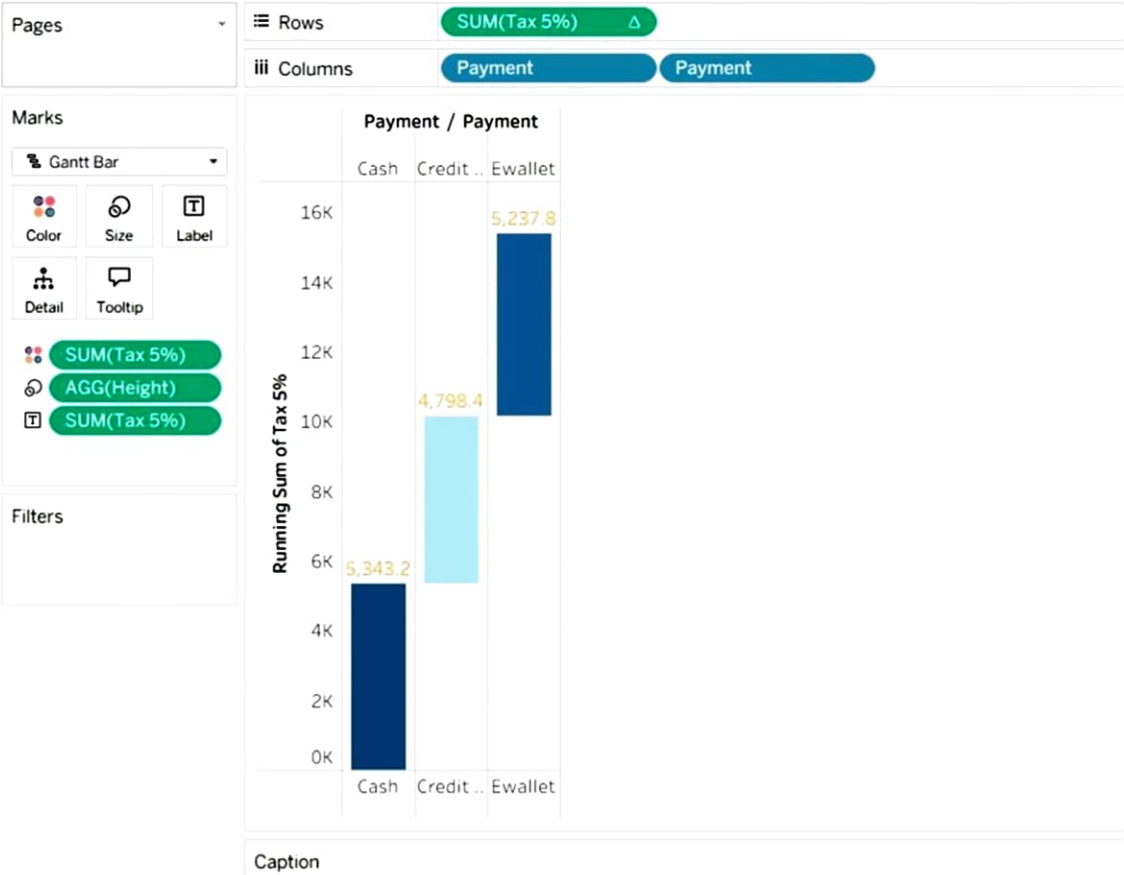 Pages
Rows
SUM(Tax 5%) Δ
Columns
Payment
Payment
Marks
Gantt Bar
Color
Size
Label
Detail
Tooltip
SUM(Tax 5%)
AGG(Height)
SUM(Tax 5%)
Filters
Payment / Payment
Cash Credit .. Ewallet
16K
14K
12K
10K
8K
6K
4K
2K
0K
Running Sum of Tax 5%
5,343.2
4,798.4
5,237.8
Cash Credit .. Ewallet
Caption